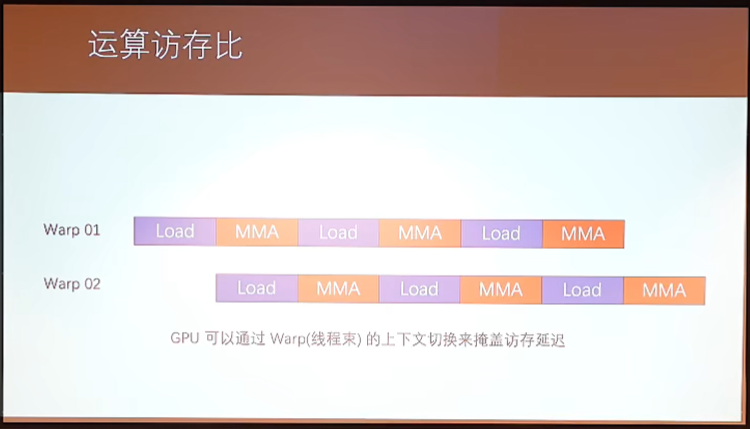 运算访存比
Warp 01 Load MMA Load MMA Load MMA
Warp 02 Load MMA Load MMA Load MMA
GPU 可以通过 Warp(线程束) 的上下文切换来掩盖访存延迟